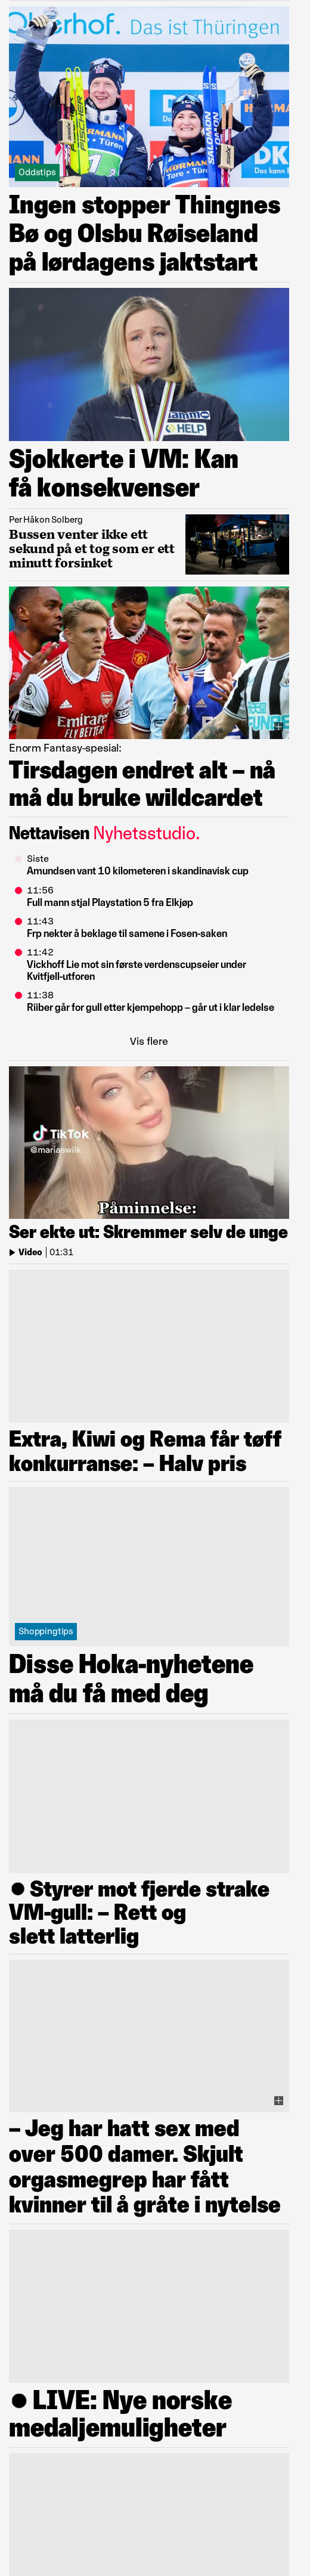 Oberhof. Das ist Thüringen
Oddstips
Ingen stopper Thingnes
Bø og Olsbu Røiseland
på lørdagens jaktstart
HELP
Sjokkerte i VM: Kan
få konsekvenser
Per Håkon Solberg
Bussen venter ikke ett
sekund på et tog som er ett
minutt forsinket
Emirates
FLY BETTER
Enorm Fantasy-spesial:
Tirsdagen endret alt – nå
må du bruke wildcardet
Nettavisen Nyhetsstudio.
Siste
Amundsen vant 10 kilometeren i skandinavisk cup
11:56
Full mann stjal Playstation 5 fra Elkjøp
11:43
Frp nekter å beklage til samene i Fosen-saken
11:42
Vickhoff Lie mot sin første verdenscupseier under
Kvitfjell-utforen
11:38
Riiber går for gull etter kjempehopp – går ut i klar ledelse
Vis flere
TikTok
@mariaswiik
Påminnelse:
Ser ekte ut: Skremmer selv de unge
Video | 01:31
Extra, Kiwi og Rema får tøff
konkurranse: – Halv pris
Shoppingtips
Disse Hoka-nyhetene
må du få med deg
Styrer mot fjerde strake
VM-gull: – Rett og
slett latterlig
– Jeg har hatt sex med
over 500 damer. Skjult
orgasmegrep har fått
kvinner til å gråte i nytelse
LIVE: Nye norske
medaljemuligheter